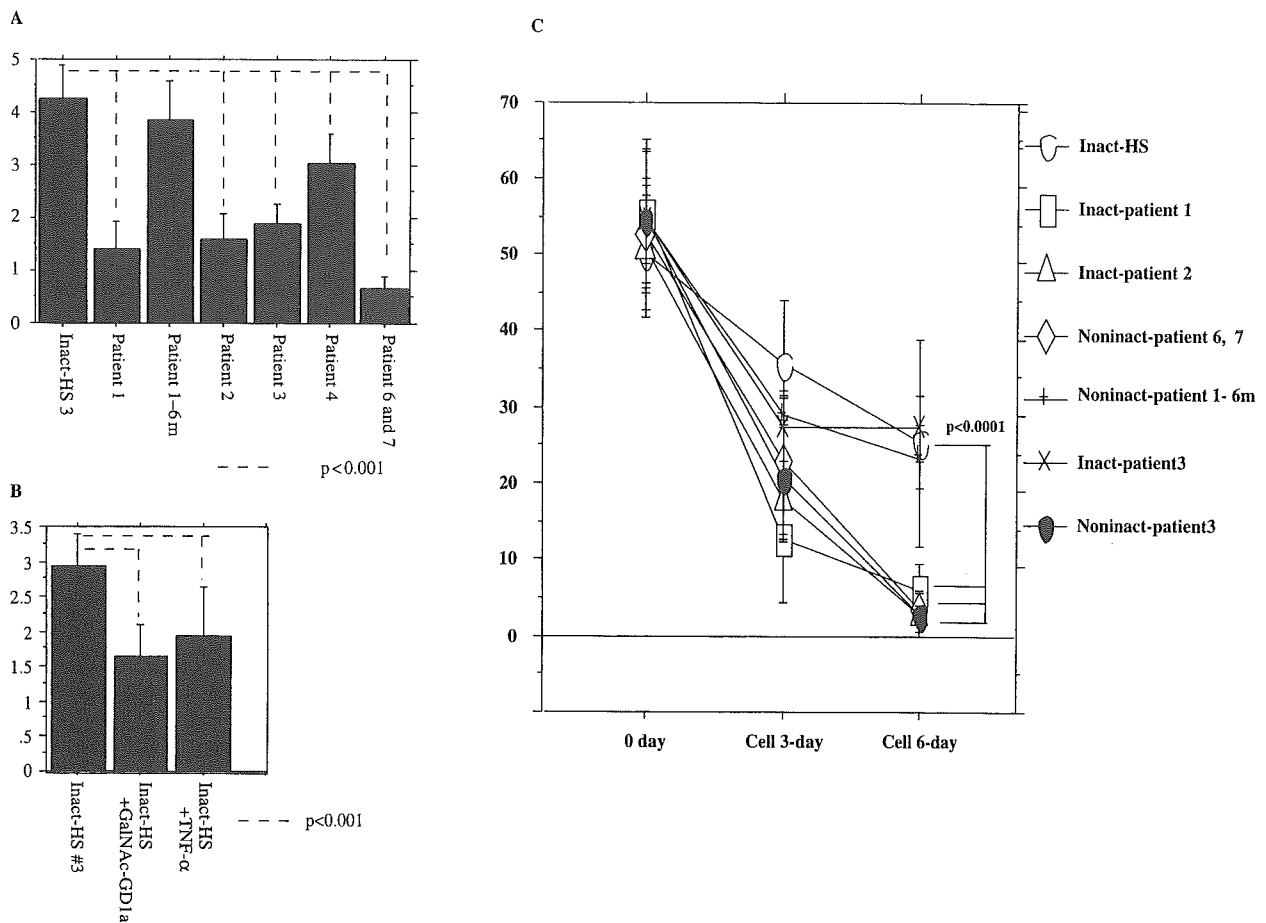 A
5
4
3
2
1
0
Inact-HS 3
Patient 1
Patient 1–6m
Patient 2
Patient 3
Patient 4
Patient 6 and 7
p<0.001
B
3.5
3
2.5
2
1.5
1
.5
0
Inact-HS #3
Inact-HS
+GalNAc-GD1a
Inact-HS
+TNF-α
p<0.001
C
70
60
50
40
30
20
10
0
0 day
Cell 3-day
Cell 6-day
p<0.0001
Inact-HS
Inact-patient 1
Inact-patient 2
Noninact-patient 6, 7
Noninact-patient 1- 6m
Inact-patient3
Noninact-patient3